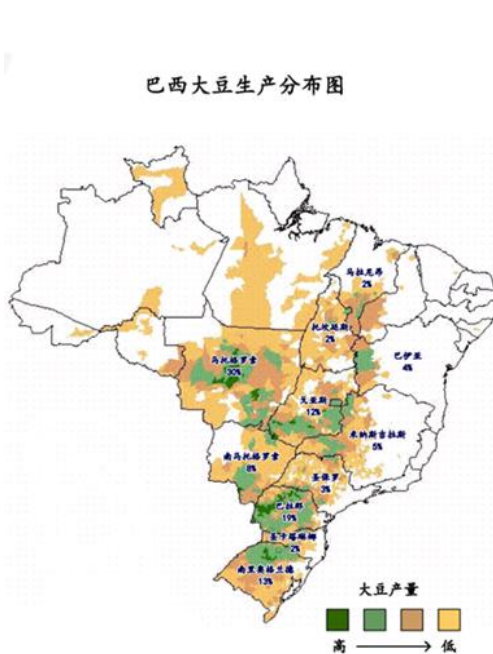 巴西大豆生产分布图
马拉尼昂
2%
托坎廷斯
2%
巴伊亚
4%
马托格罗索
30%
戈亚斯
12%
米纳斯吉拉斯
5%
南马托格罗索
8%
圣保罗
3%
巴拉那
19%
圣卡塔琳娜
2%
南里奥格兰德
13%
大豆产量
高 低